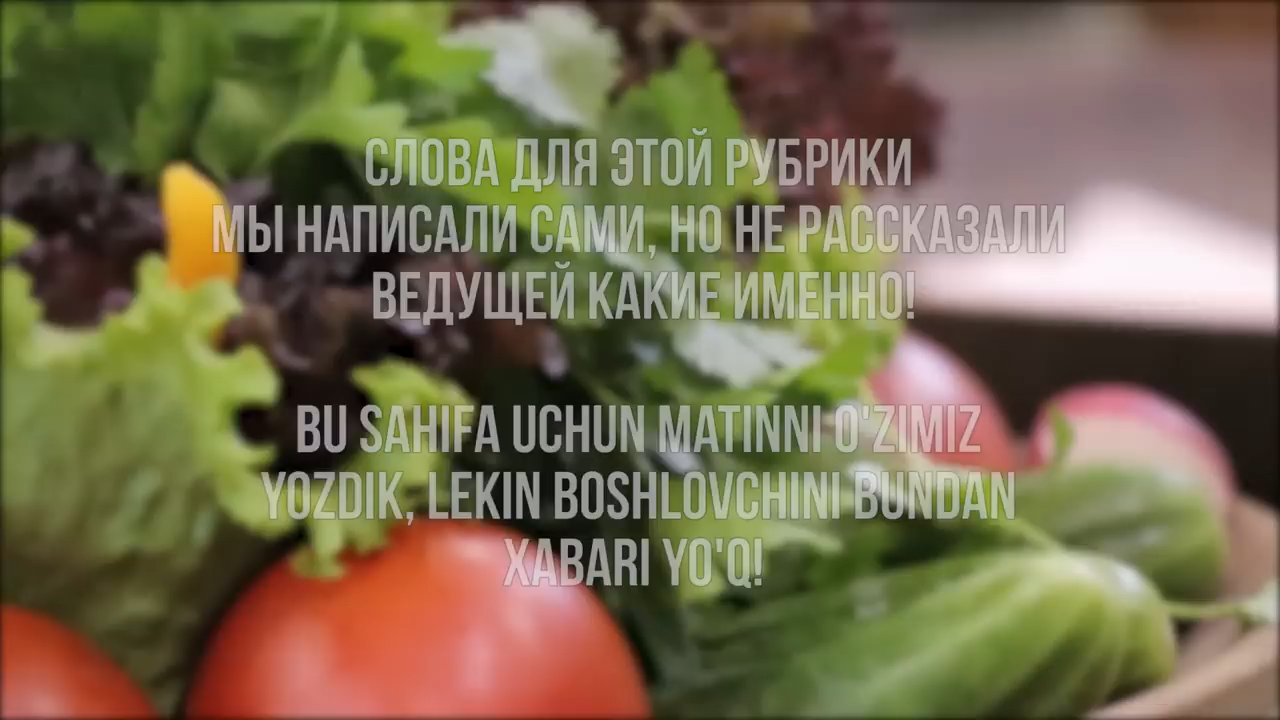 СЛОВА ДЛЯ ЭТОЙ РУБРИКИ
МЫ НАПИСАЛИ САМИ, НО НЕ РАССКАЗАЛИ
ВЕДУЩЕЙ КАКИЕ ИМЕННО!
BU SAHIFA UCHUN MATINNI O'ZIMIZ
YOZDIK, LEKIN BOSHLOVCHINI BUNDAN
XABARI YO'Q!